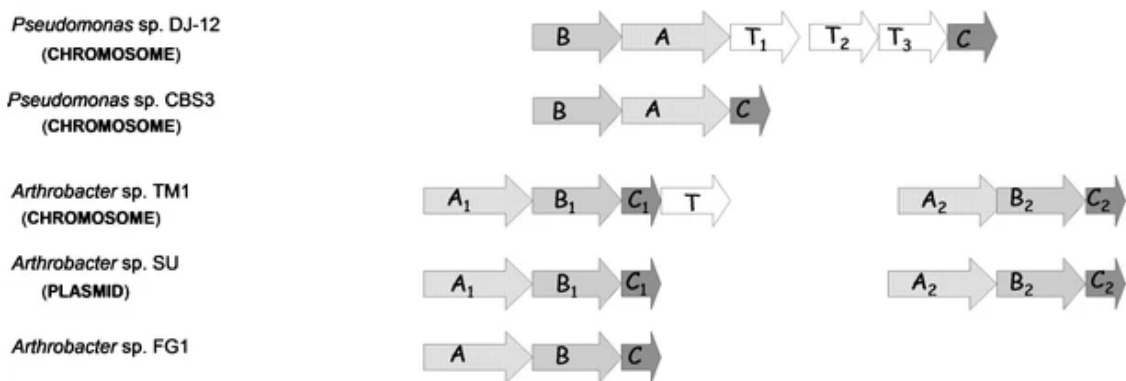 Pseudomonas sp. DJ-12
(CHROMOSOME)
B A T₁ T₂ T₃ C
Pseudomonas sp. CBS3
(CHROMOSOME)
B A C
Arthrobacter sp. TM1
(CHROMOSOME)
A₁ B₁ C₁ T A₂ B₂ C₂
Arthrobacter sp. SU
(PLASMID)
A₁ B₁ C₁ A₂ B₂ C₂
Arthrobacter sp. FG1
A B C